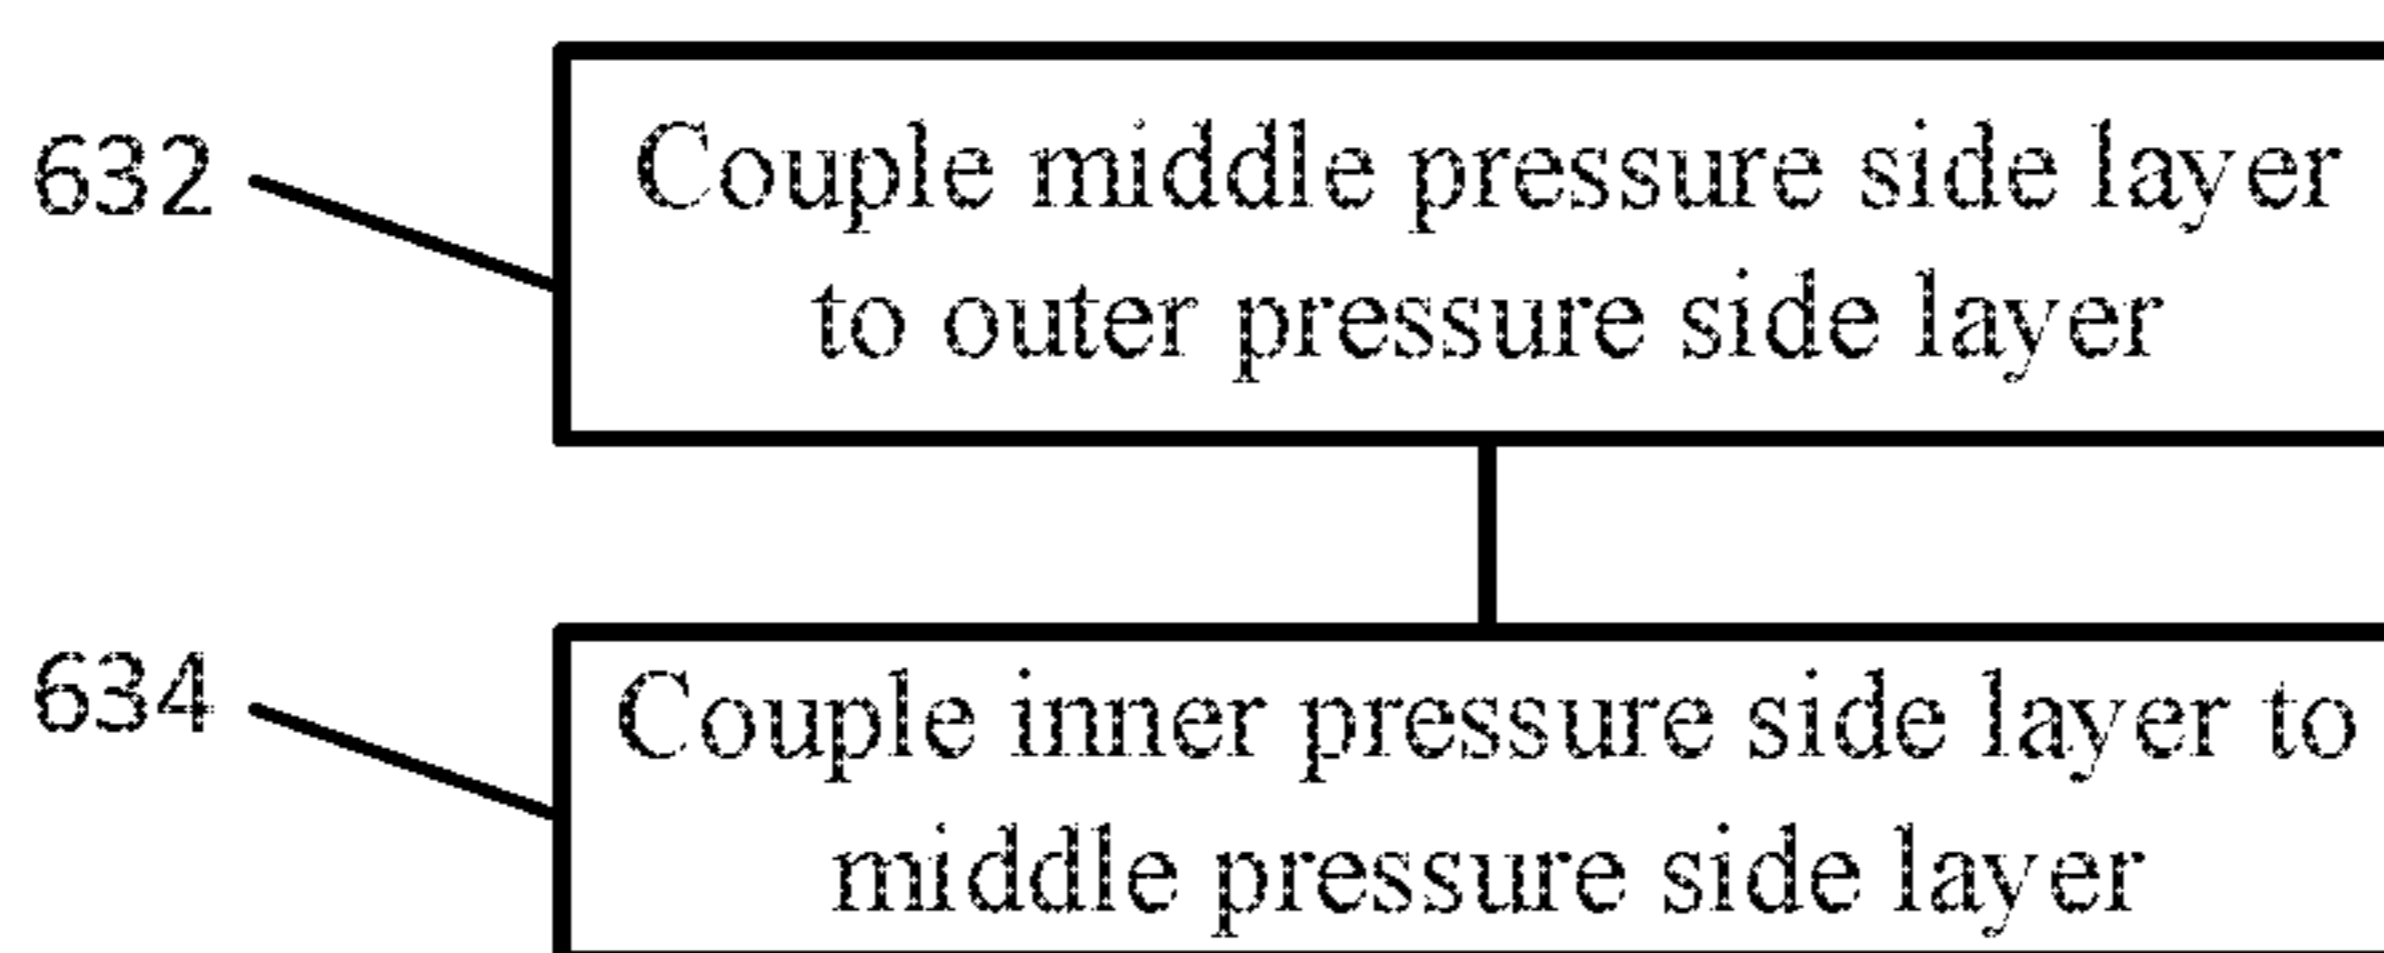 632
Couple middle pressure side layer
to outer pressure side layer
634
Couple inner pressure side layer to
middle pressure side layer